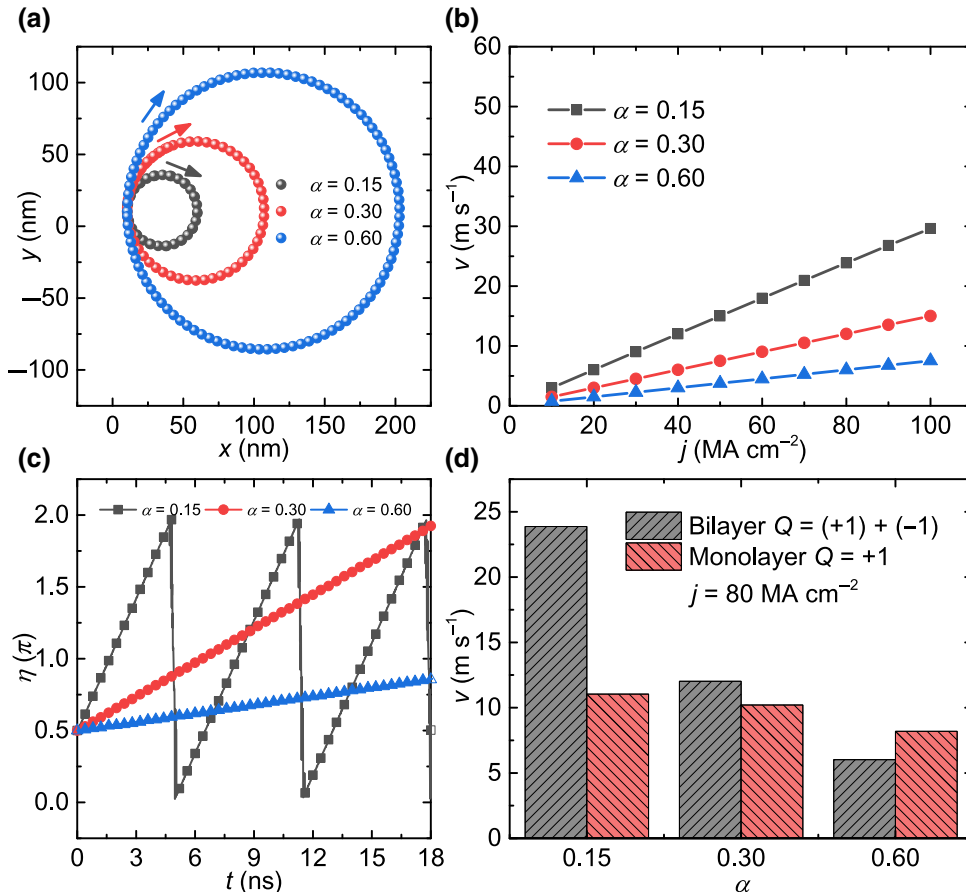 (a)
100
50
0
−50
−100
y (nm)
α = 0.15
α = 0.30
α = 0.60
0 50 100 150 200
x (nm)
(b)
60
50
40
30
20
10
0
v (m s⁻¹)
α = 0.15
α = 0.30
α = 0.60
0 20 40 60 80 100
j (MA cm⁻²)
(c)
2.0
1.5
1.0
0.5
0.0
η (π)
α = 0.15 α = 0.30 α = 0.60
0 3 6 9 12 15 18
t (ns)
(d)
25
20
15
10
5
0
v (m s⁻¹)
Bilayer Q = (+1) + (−1)
Monolayer Q = +1
j = 80 MA cm⁻²
0.15 0.30 0.60
α